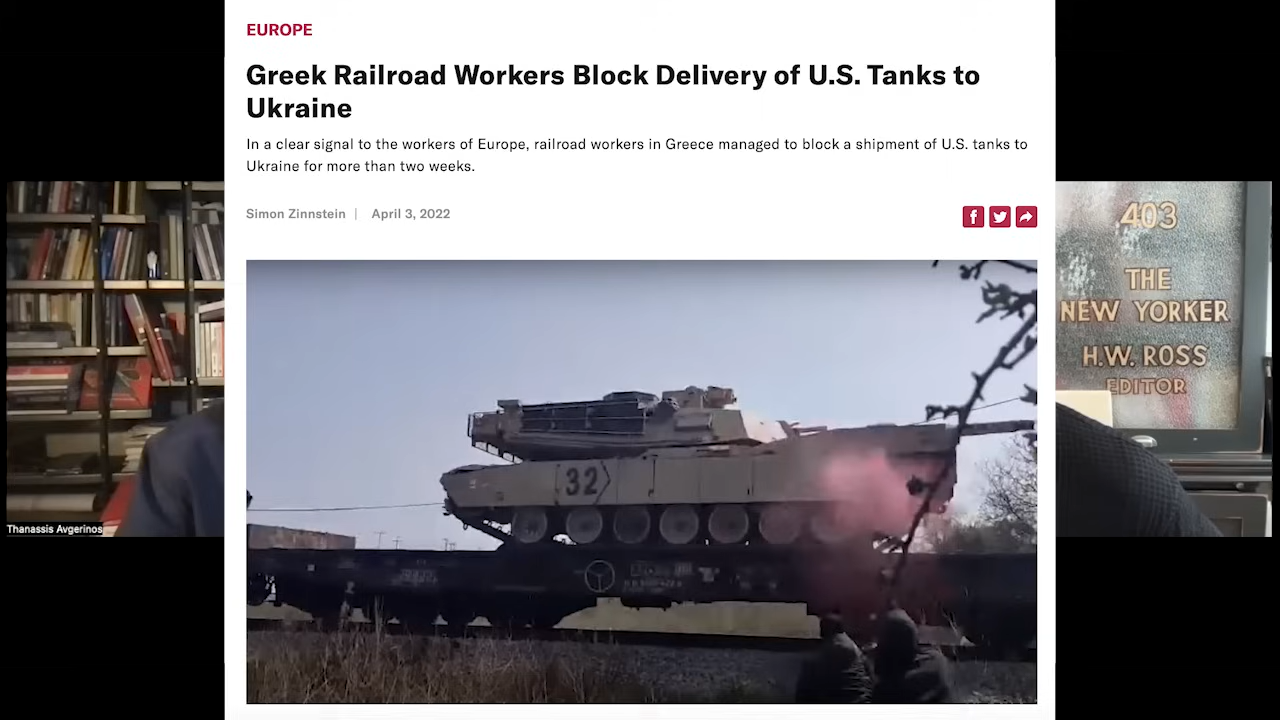 EUROPE
Greek Railroad Workers Block Delivery of U.S. Tanks to
Ukraine
In a clear signal to the workers of Europe, railroad workers in Greece managed to block a shipment of U.S. tanks to
Ukraine for more than two weeks.
Simon Zinnstein | April 3, 2022
32
403
THE
NEW YORKER
H.W. ROSS
EDITOR
Thanassis Avgerinos